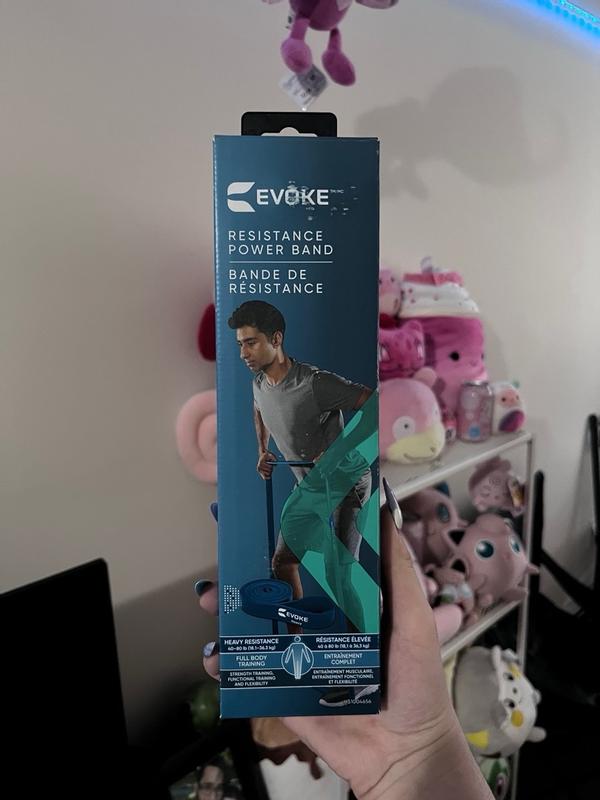 EVOKE
RESISTANCE
POWER BAND
BANDE DE
RÉSISTANCE
EVOKE
HEAVY RESISTANCE
40–80 lb (18,1–36,3 kg)
FULL BODY
TRAINING
STRENGTH TRAINING,
FUNCTIONAL TRAINING
AND FLEXIBILITY
RÉSISTANCE ÉLEVÉE
40 à 80 lb (18,1 à 36,3 kg)
ENTRAÎNEMENT
COMPLET
ENTRAÎNEMENT MUSCULAIRE,
ENTRAÎNEMENT FONCTIONNEL
ET FLEXIBILITÉ